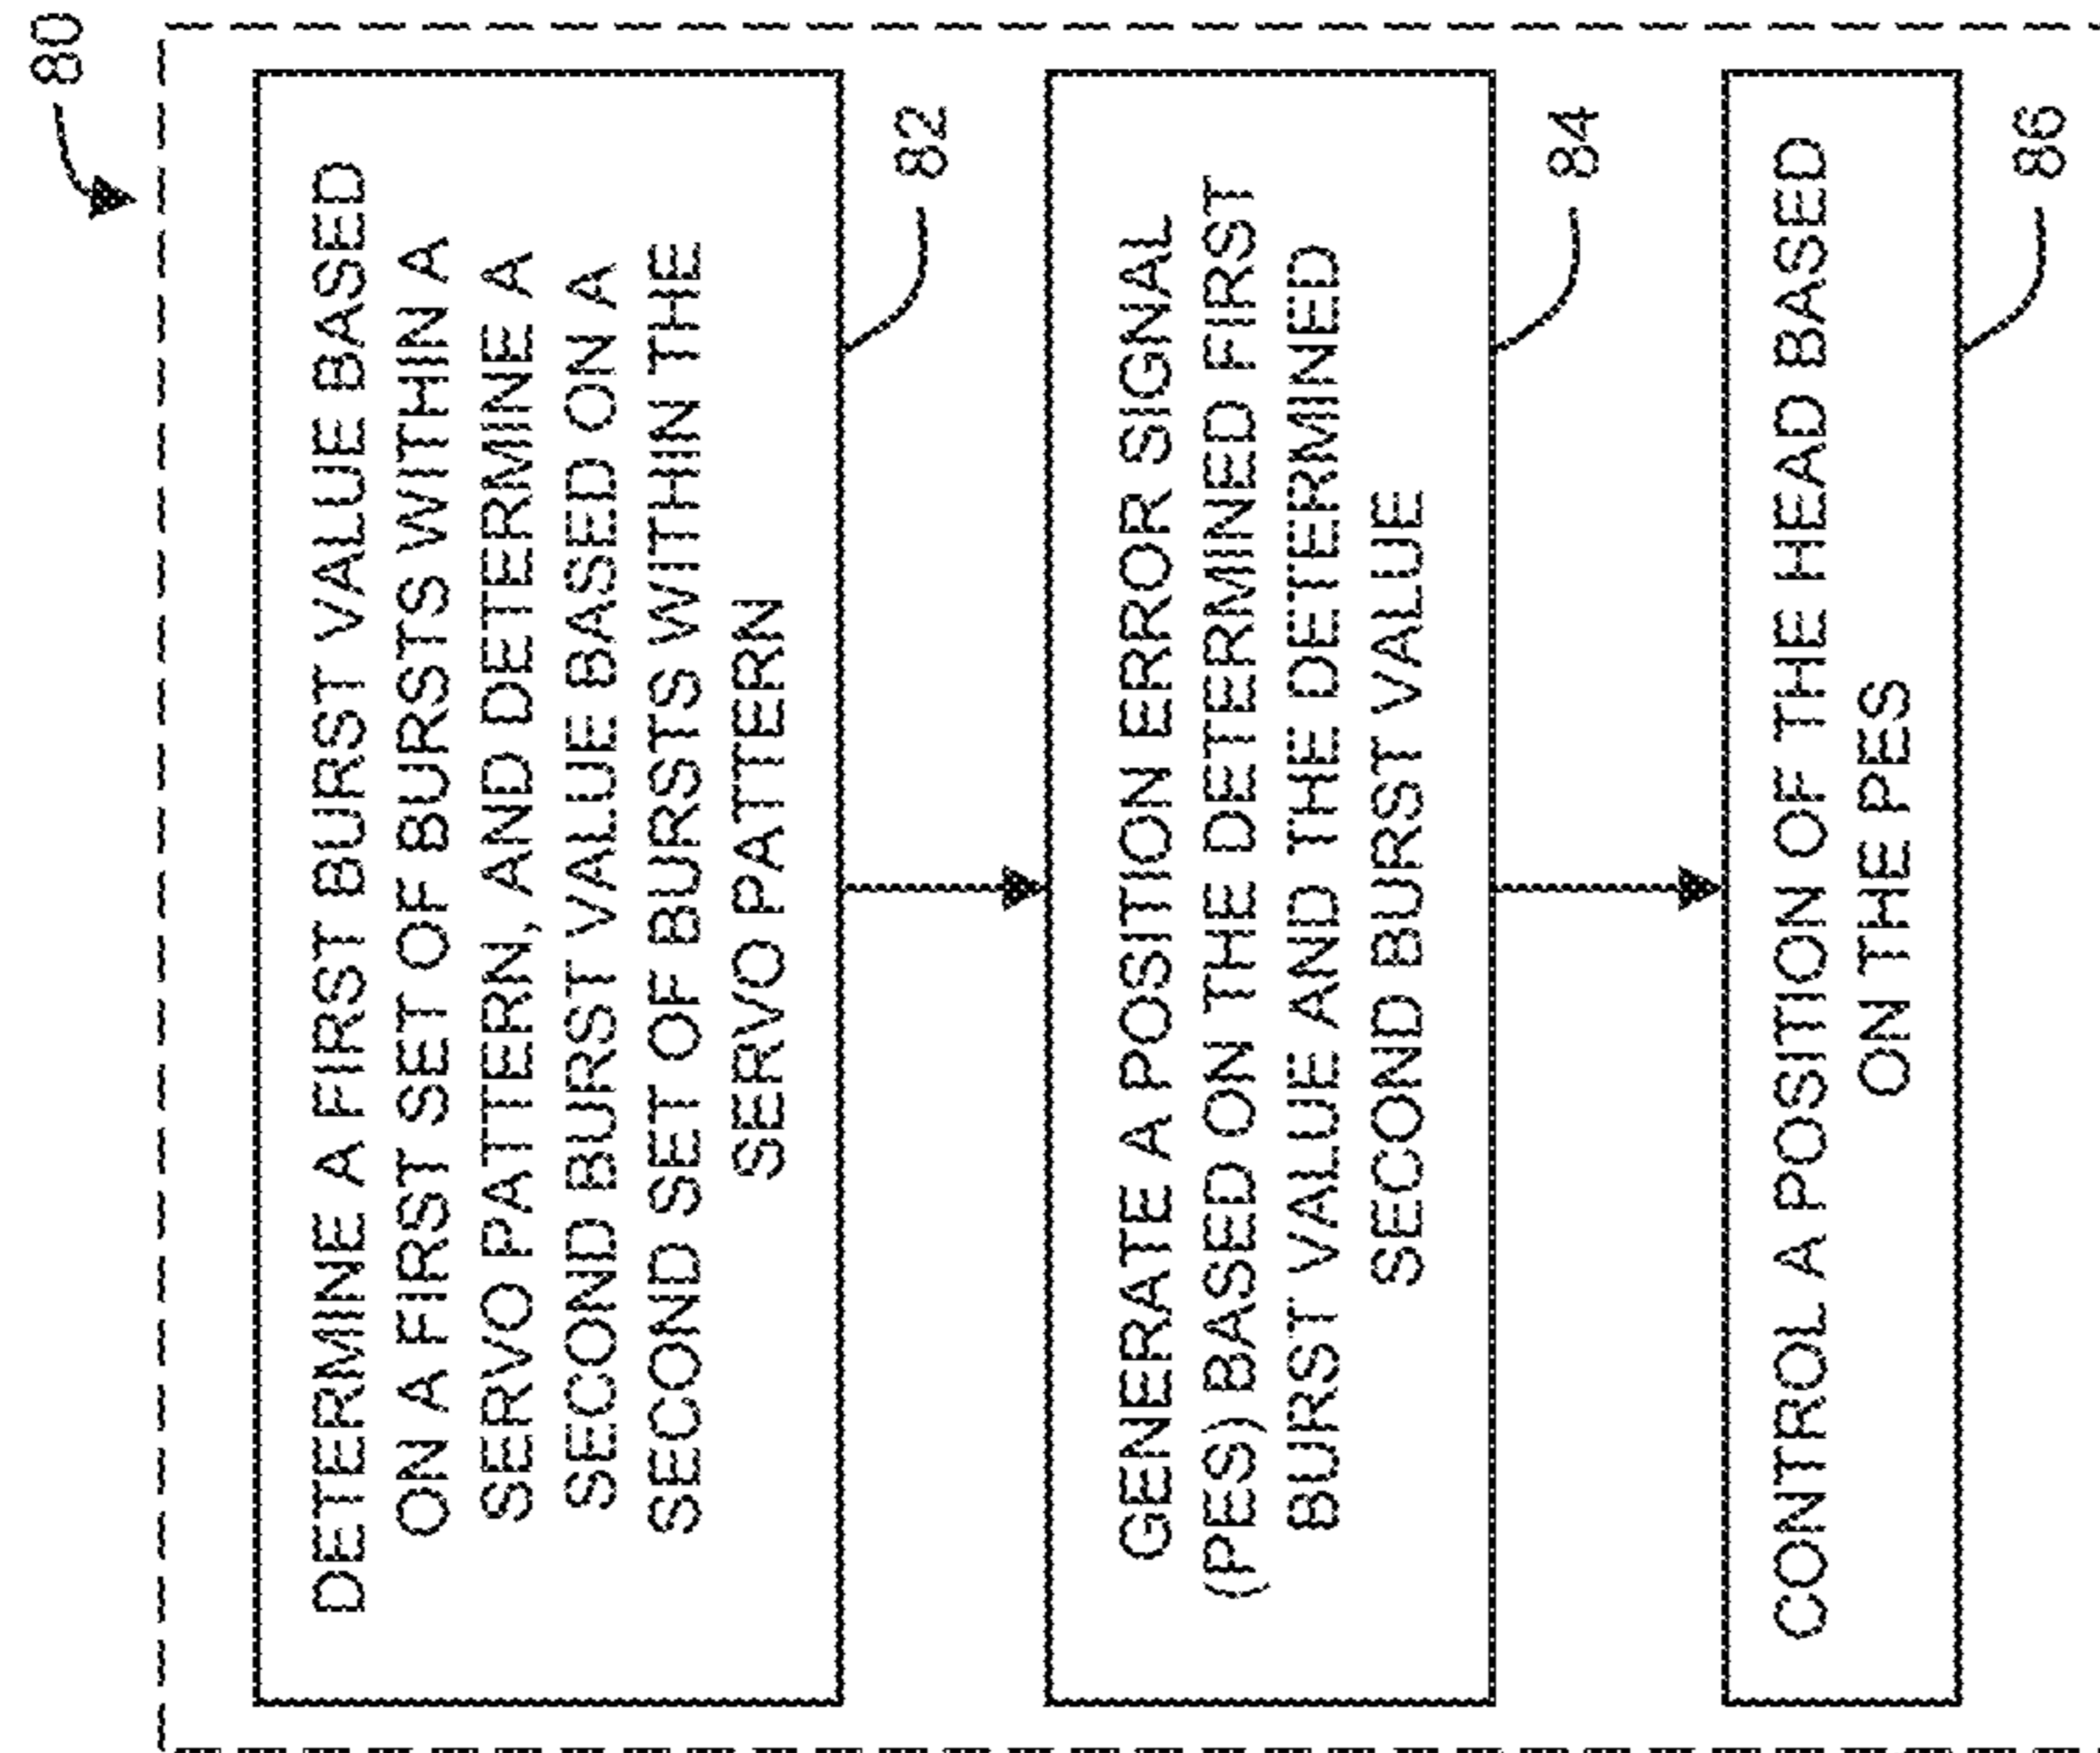 80
DETERMINE A FIRST BURST VALUE BASED
ON A FIRST SET OF BURSTS WITHIN A
SERVO PATTERN, AND DETERMINE A
SECOND BURST VALUE BASED ON A
SECOND SET OF BURSTS WITHIN THE
SERVO PATTERN
82
GENERATE A POSITION ERROR SIGNAL
(PES) BASED ON THE DETERMINED FIRST
BURST VALUE AND THE DETERMINED
SECOND BURST VALUE
84
CONTROL A POSITION OF THE HEAD BASED
ON THE PES
86